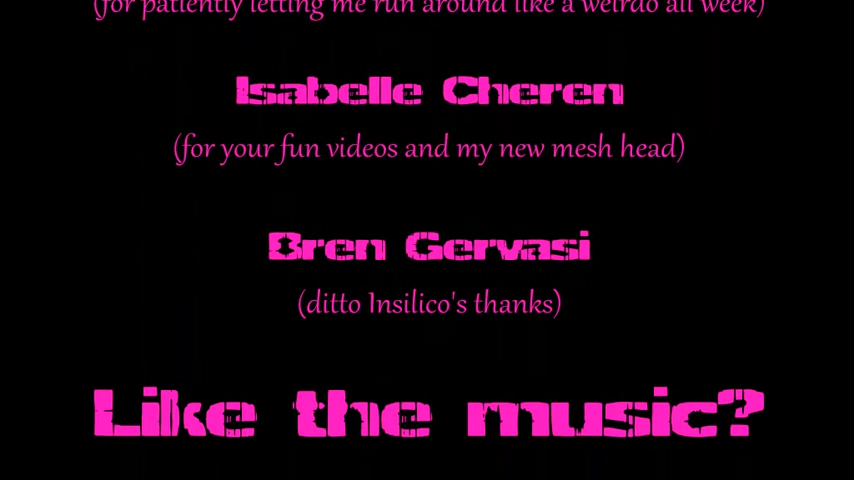 (for patiently letting me run around like a weirdo all week)
Isabelle Cheren
(for your fun videos and my new mesh head)
Bren Gervasi
(ditto Insilico's thanks)
Like the music?